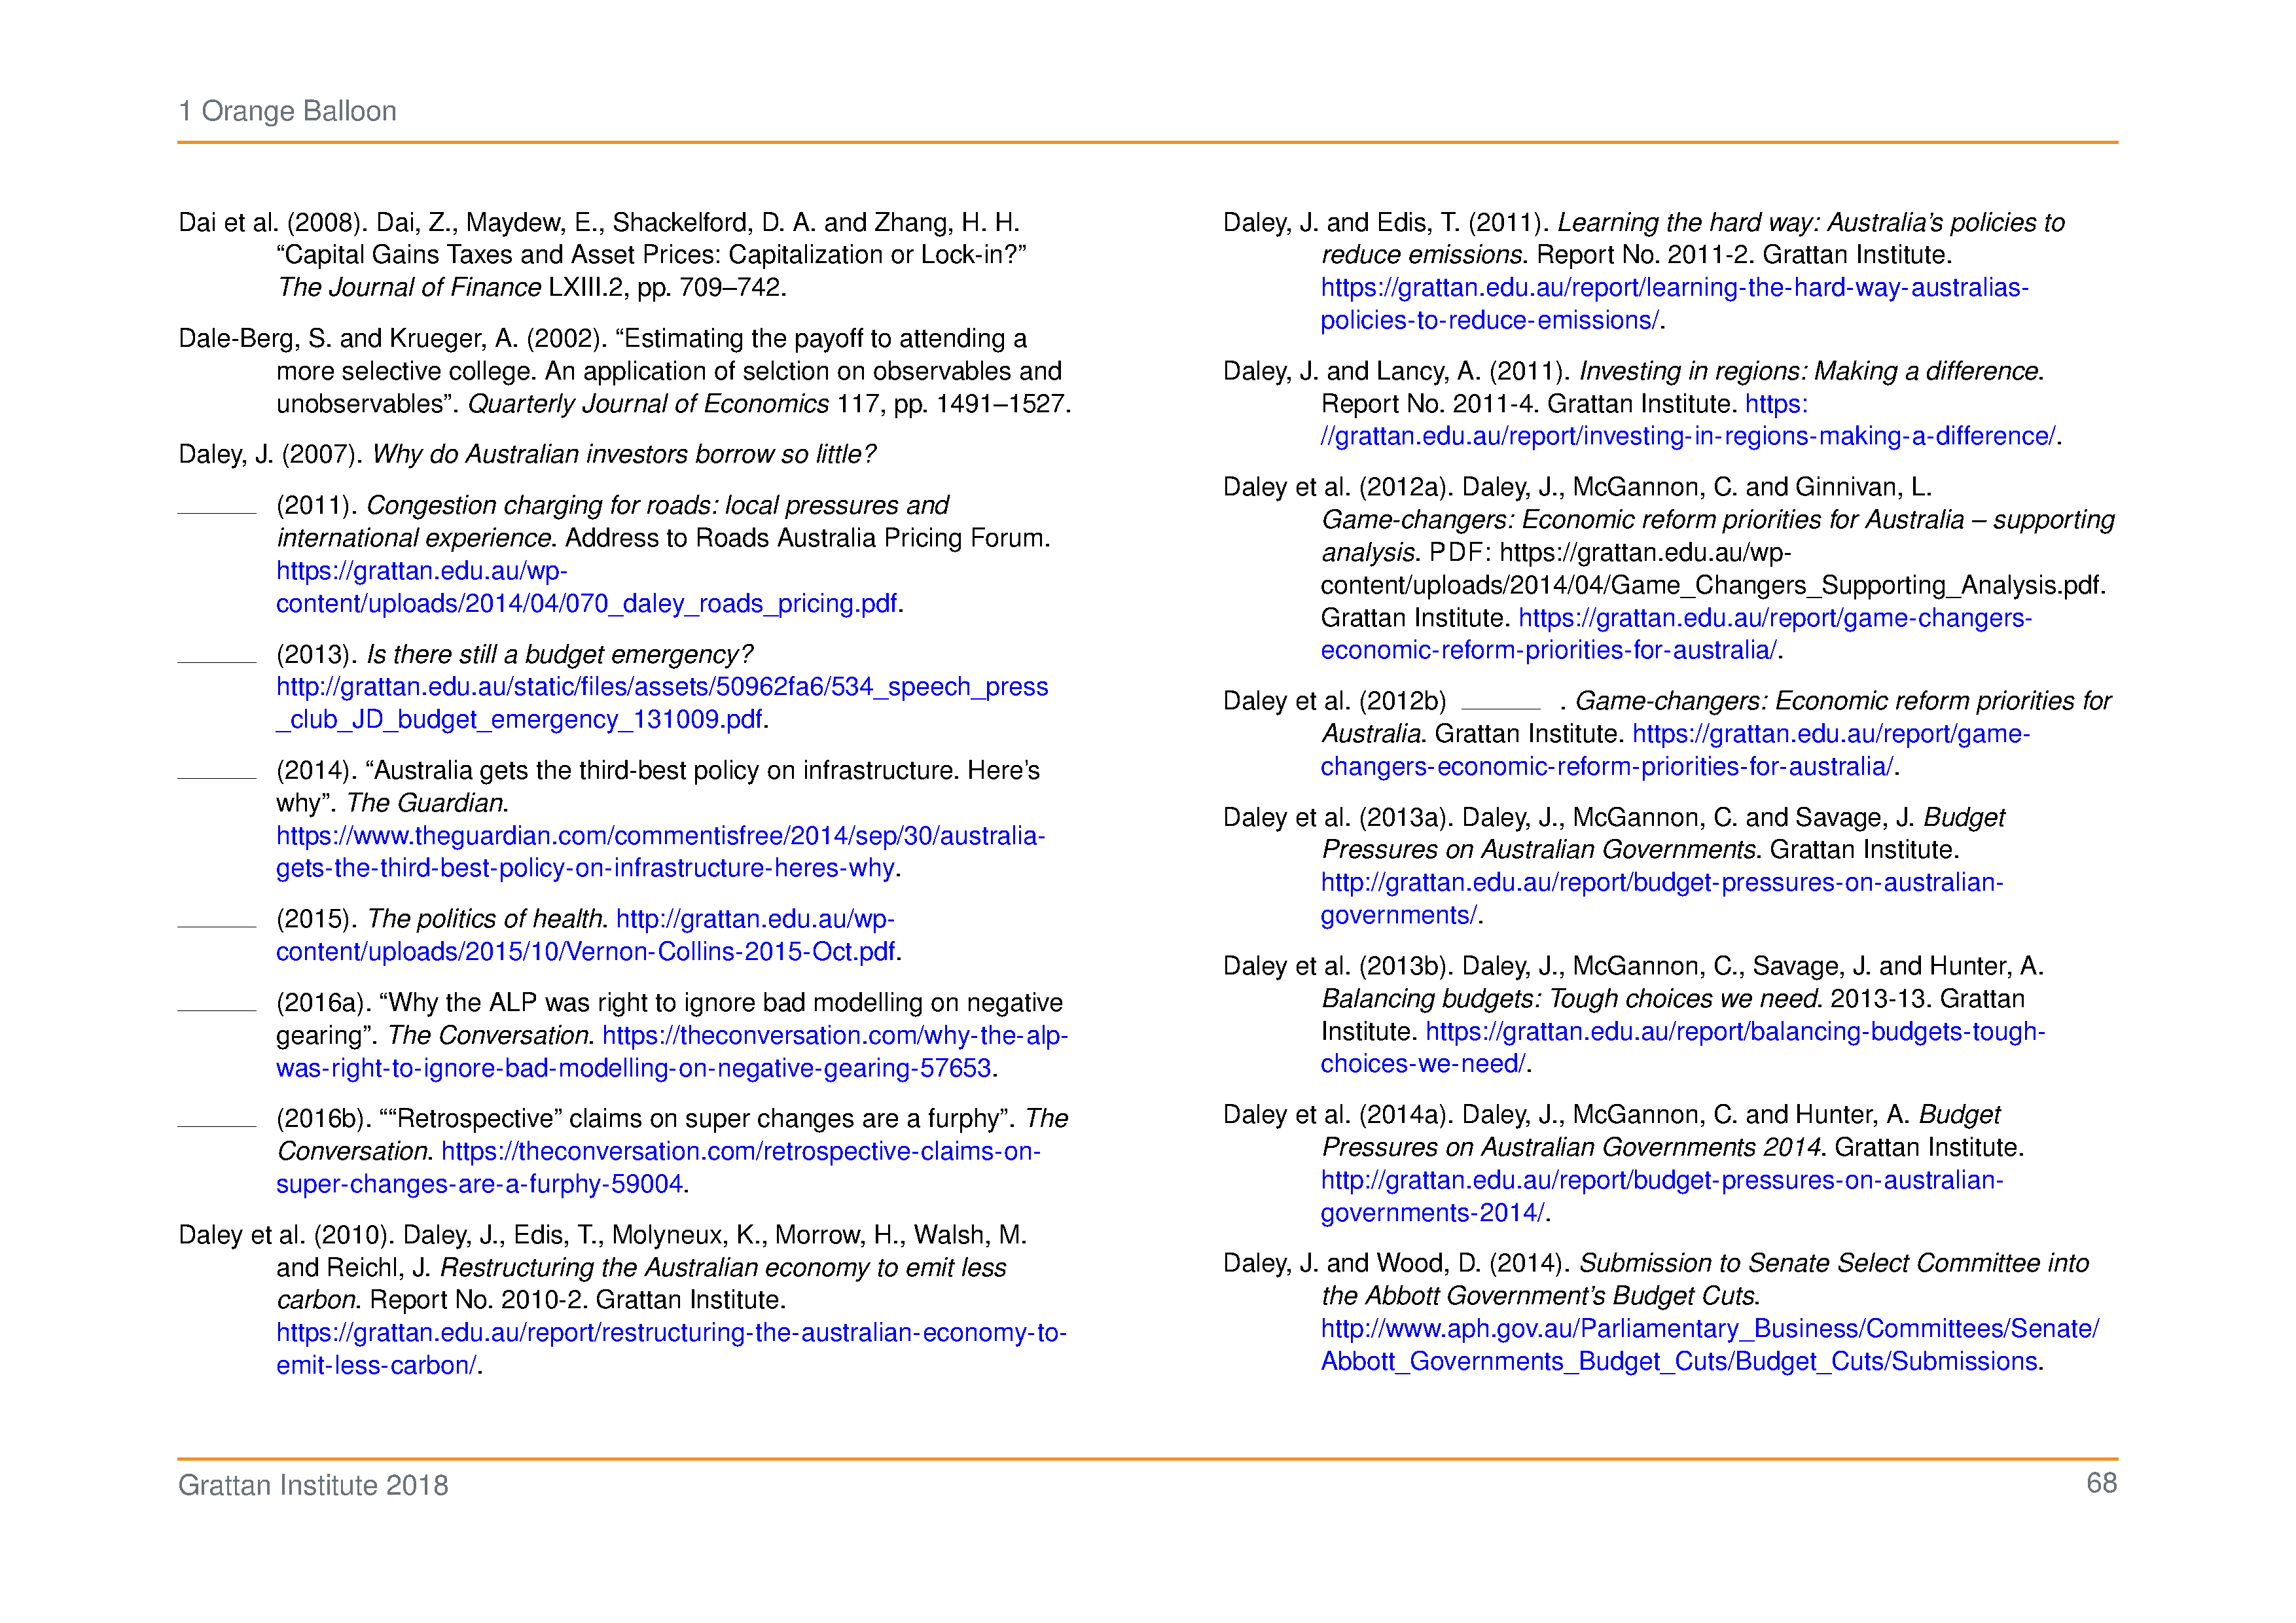 1 Orange Balloon
Dai et al. (2008). Dai, Z., Maydew, E., Shackelford, D. A. and Zhang, H. H.
“Capital Gains Taxes and Asset Prices: Capitalization or Lock-in?”
The Journal of Finance LXIII.2, pp. 709–742.
Dale-Berg, S. and Krueger, A. (2002). “Estimating the payoff to attending a
more selective college. An application of selction on observables and
unobservables”. Quarterly Journal of Economics 117, pp. 1491–1527.
Daley, J. (2007). Why do Australian investors borrow so little?
______ (2011). Congestion charging for roads: local pressures and
international experience. Address to Roads Australia Pricing Forum.
https://grattan.edu.au/wp-
content/uploads/2014/04/070_daley_roads_pricing.pdf.
______ (2013). Is there still a budget emergency?
http://grattan.edu.au/static/files/assets/50962fa6/534_speech_press
_club_JD_budget_emergency_131009.pdf.
______ (2014). “Australia gets the third-best policy on infrastructure. Here’s
why”. The Guardian.
https://www.theguardian.com/commentisfree/2014/sep/30/australia-
gets-the-third-best-policy-on-infrastructure-heres-why.
______ (2015). The politics of health. http://grattan.edu.au/wp-
content/uploads/2015/10/Vernon-Collins-2015-Oct.pdf.
______ (2016a). “Why the ALP was right to ignore bad modelling on negative
gearing”. The Conversation. https://theconversation.com/why-the-alp-
was-right-to-ignore-bad-modelling-on-negative-gearing-57653.
______ (2016b). ““Retrospective” claims on super changes are a furphy”. The
Conversation. https://theconversation.com/retrospective-claims-on-
super-changes-are-a-furphy-59004.
Daley et al. (2010). Daley, J., Edis, T., Molyneux, K., Morrow, H., Walsh, M.
and Reichl, J. Restructuring the Australian economy to emit less
carbon. Report No. 2010-2. Grattan Institute.
https://grattan.edu.au/report/restructuring-the-australian-economy-to-
emit-less-carbon/.
Daley, J. and Edis, T. (2011). Learning the hard way: Australia’s policies to
reduce emissions. Report No. 2011-2. Grattan Institute.
https://grattan.edu.au/report/learning-the-hard-way-australias-
policies-to-reduce-emissions/.
Daley, J. and Lancy, A. (2011). Investing in regions: Making a difference.
Report No. 2011-4. Grattan Institute. https:
//grattan.edu.au/report/investing-in-regions-making-a-difference/.
Daley et al. (2012a). Daley, J., McGannon, C. and Ginnivan, L.
Game-changers: Economic reform priorities for Australia – supporting
analysis. PDF: https://grattan.edu.au/wp-
content/uploads/2014/04/Game_Changers_Supporting_Analysis.pdf.
Grattan Institute. https://grattan.edu.au/report/game-changers-
economic-reform-priorities-for-australia/.
Daley et al. (2012b) ______ . Game-changers: Economic reform priorities for
Australia. Grattan Institute. https://grattan.edu.au/report/game-
changers-economic-reform-priorities-for-australia/.
Daley et al. (2013a). Daley, J., McGannon, C. and Savage, J. Budget
Pressures on Australian Governments. Grattan Institute.
http://grattan.edu.au/report/budget-pressures-on-australian-
governments/.
Daley et al. (2013b). Daley, J., McGannon, C., Savage, J. and Hunter, A.
Balancing budgets: Tough choices we need. 2013-13. Grattan
Institute. https://grattan.edu.au/report/balancing-budgets-tough-
choices-we-need/.
Daley et al. (2014a). Daley, J., McGannon, C. and Hunter, A. Budget
Pressures on Australian Governments 2014. Grattan Institute.
http://grattan.edu.au/report/budget-pressures-on-australian-
governments-2014/.
Daley, J. and Wood, D. (2014). Submission to Senate Select Committee into
the Abbott Government’s Budget Cuts.
http://www.aph.gov.au/Parliamentary_Business/Committees/Senate/
Abbott_Governments_Budget_Cuts/Budget_Cuts/Submissions.
Grattan Institute 2018
68